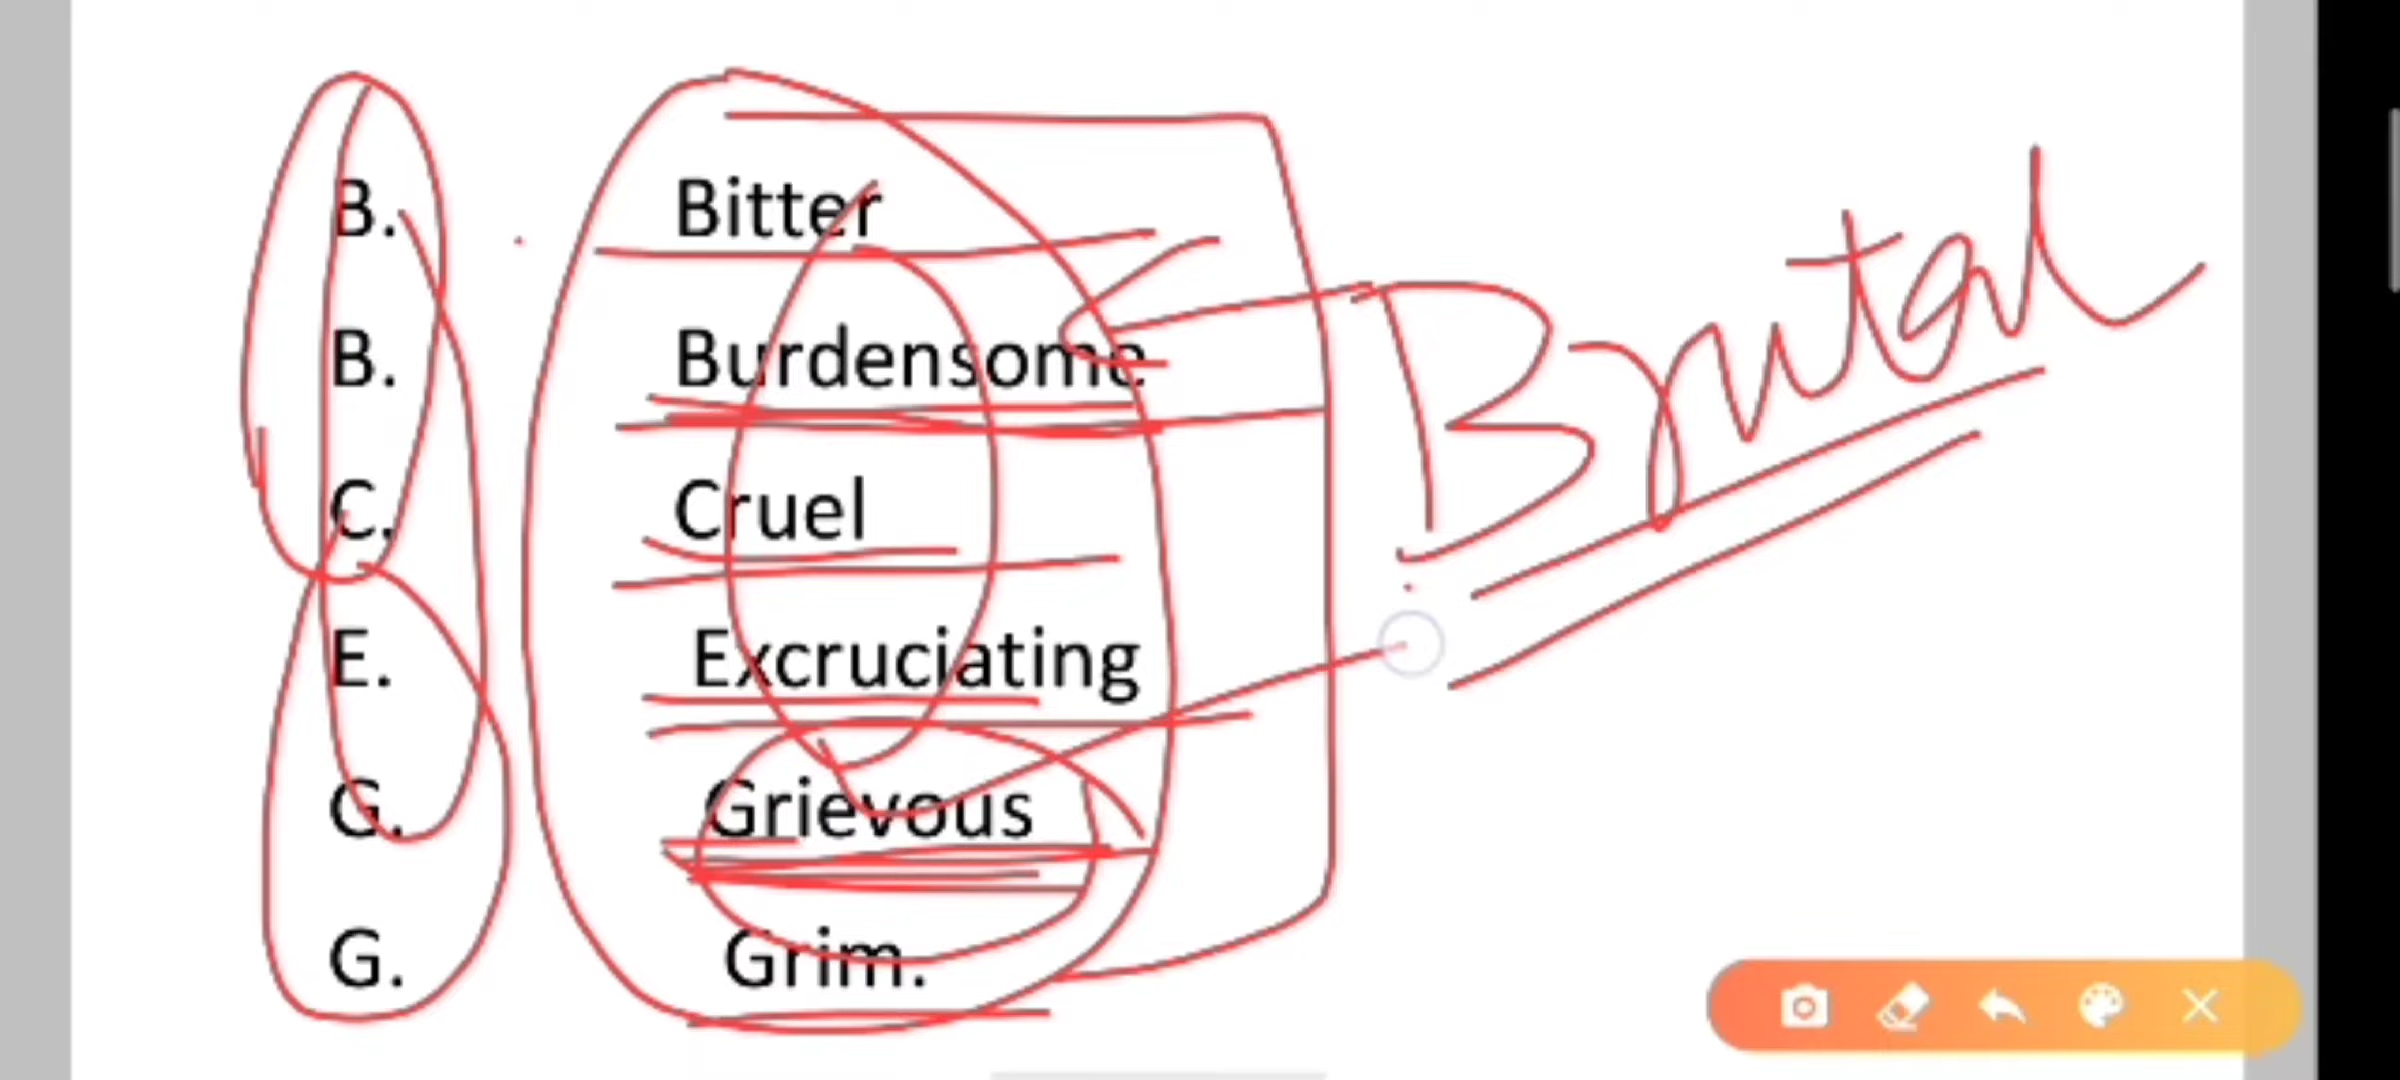 B. Bitter
B. Burdensome
Brutal
C. Cruel
E. Excruciating
G. Grievous
G. Grim.